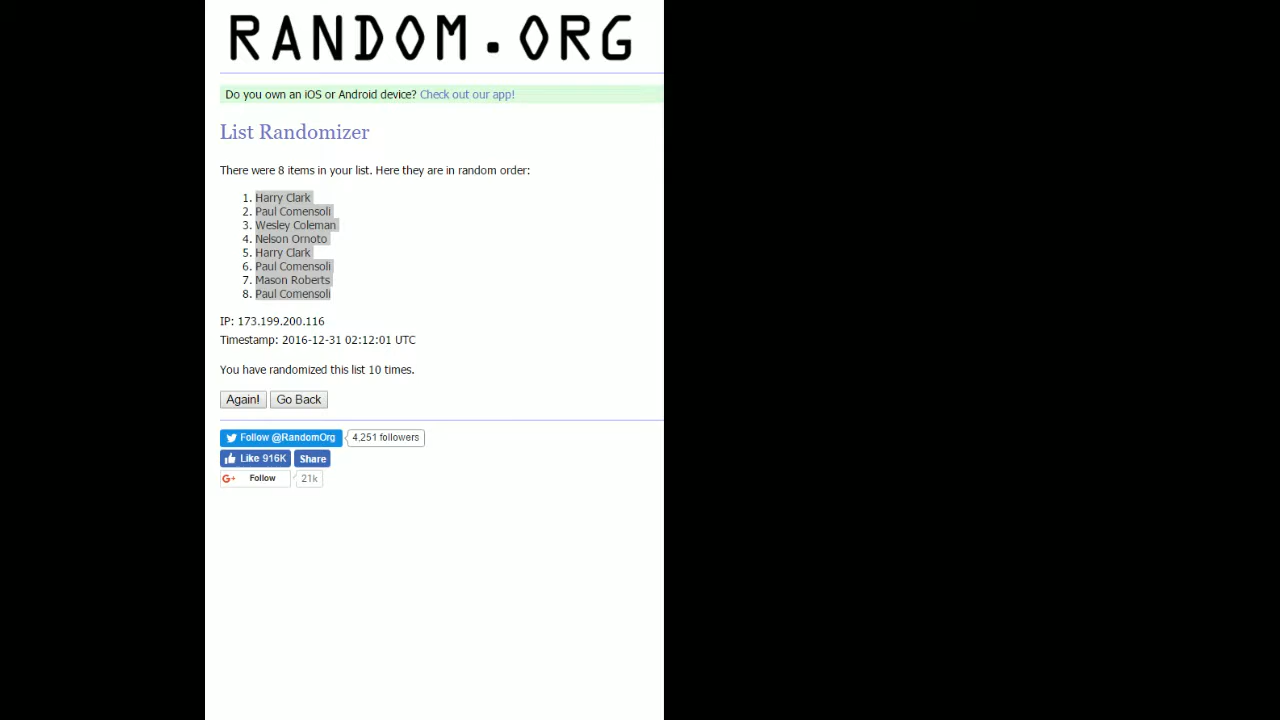 RANDOM.ORG
Do you own an iOS or Android device? Check out our app!
List Randomizer
There were 8 items in your list. Here they are in random order:
1. Harry Clark
2. Paul Comensoli
3. Wesley Coleman
4. Nelson Ornoto
5. Harry Clark
6. Paul Comensoli
7. Mason Roberts
8. Paul Comensoli
IP: 173.199.200.116
Timestamp: 2016-12-31 02:12:01 UTC
You have randomized this list 10 times.
Again! Go Back
Follow @RandomOrg 4,251 followers
Like 916K Share
G+ Follow 21k